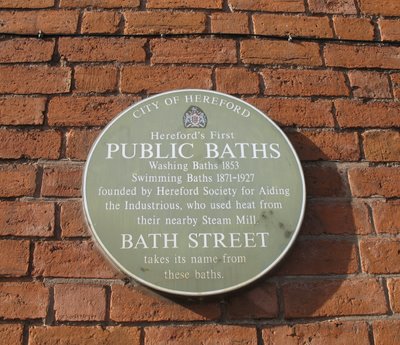 CITY OF HEREFORD
Hereford's First
PUBLIC BATHS
Washing Baths 1853
Swimming Baths 1871-1927
founded by Hereford Society for Aiding
the Industrious, who used heat from
their nearby Steam Mill.
BATH STREET
takes its name from
these baths.